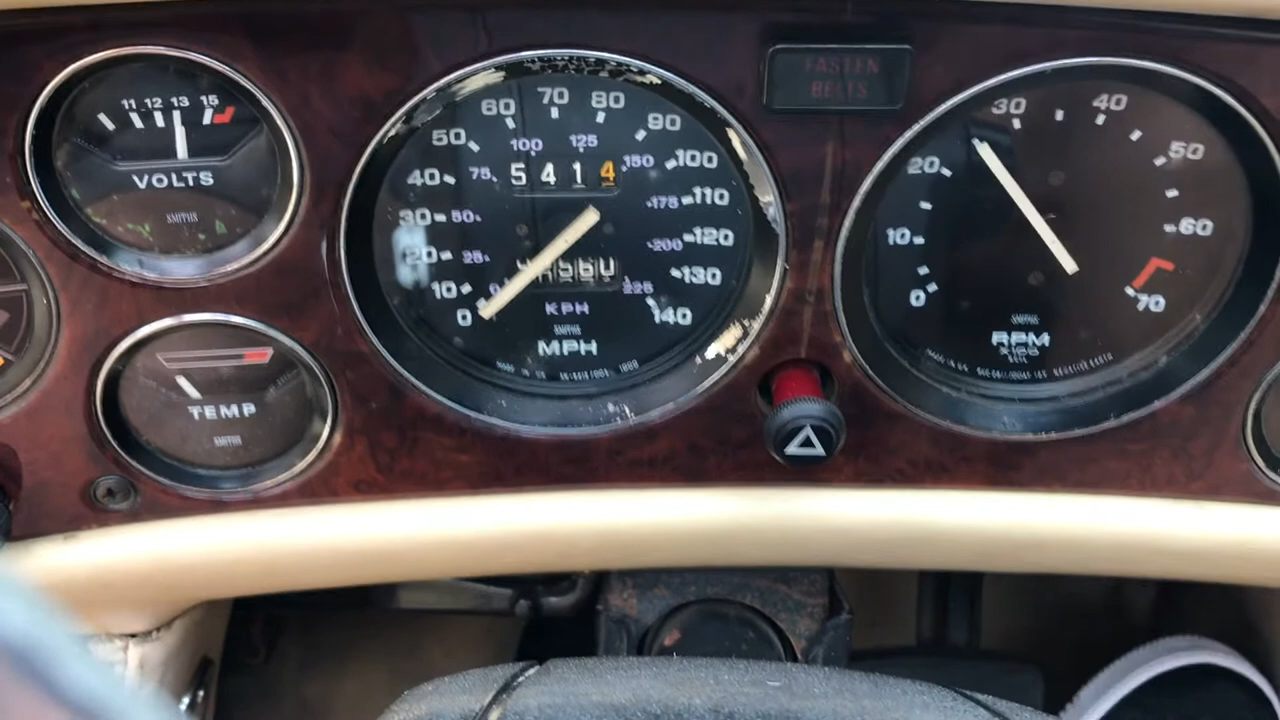 11 12 13 15
VOLTS
SMITHS
TEMP
SMITHS
0 10 20 30 40 50 60 70 80 90 100 110 120 130 140
25 50 75 100 125 150 175 200 225
5414
560
KPH
SMITHS
MPH
FASTEN
BELTS
0 10 20 30 40 50 60 70
SMITHS
RPM
X100